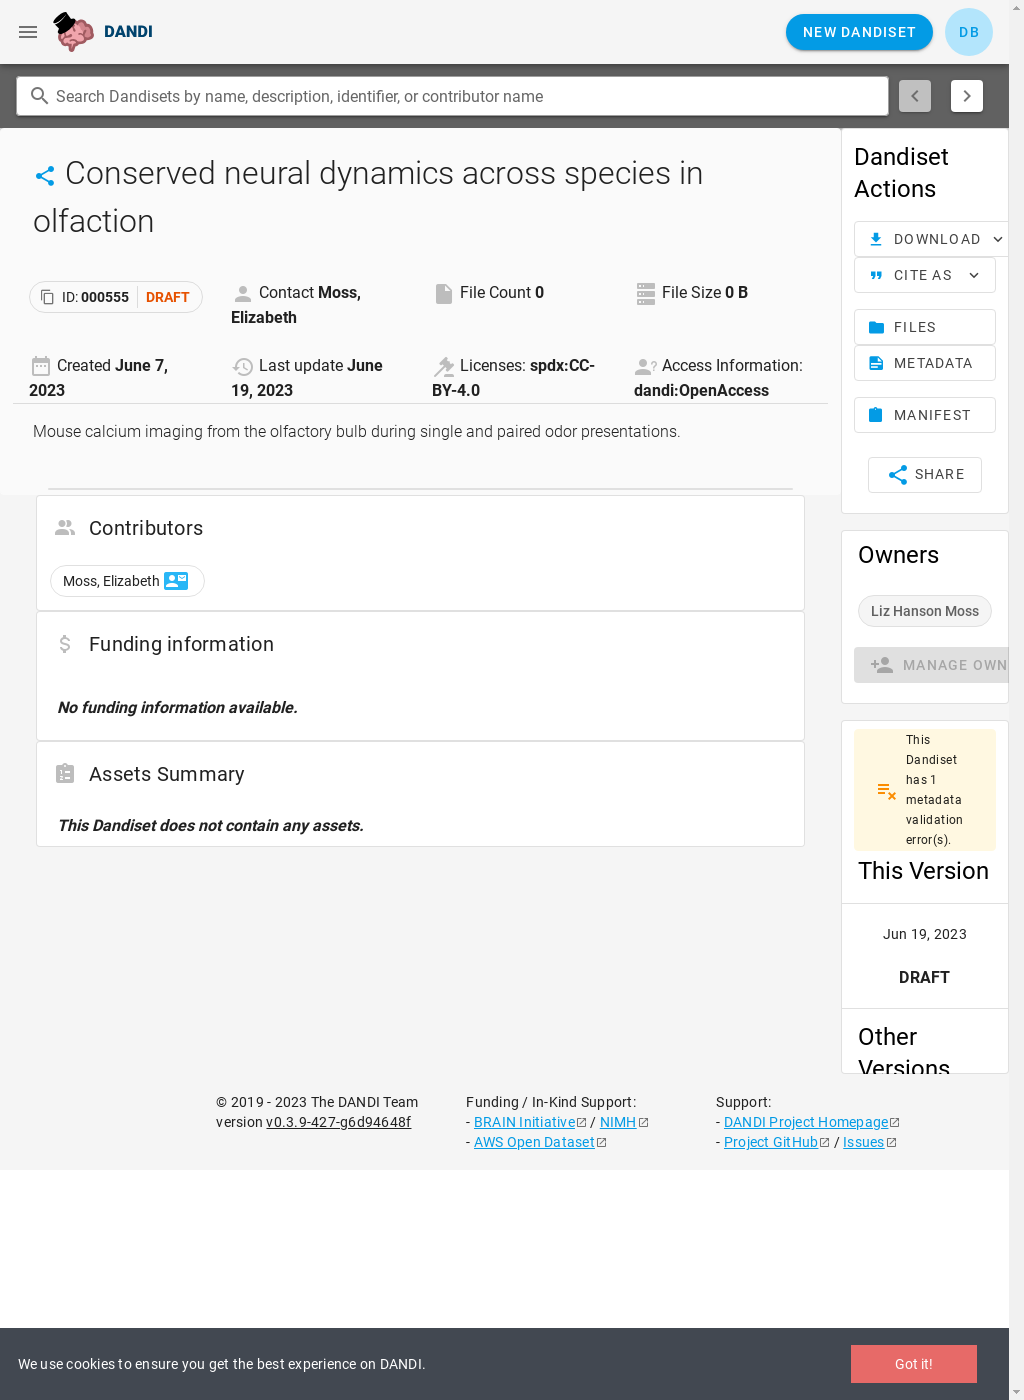 DANDI
NEW DANDISET
DB
Search Dandisets by name, description, identifier, or contributor name
Conserved neural dynamics across species in
olfaction
ID: 000555 DRAFT
Contact Moss,
Elizabeth
File Count 0
File Size 0 B
Created June 7,
2023
Last update June
19, 2023
Licenses: spdx:CC-
BY-4.0
Access Information:
dandi:OpenAccess
Mouse calcium imaging from the olfactory bulb during single and paired odor presentations.
Contributors
Moss, Elizabeth
Funding information
No funding information available.
Assets Summary
This Dandiset does not contain any assets.
Dandiset
Actions
DOWNLOAD
CITE AS
FILES
METADATA
MANIFEST
SHARE
Owners
Liz Hanson Moss
MANAGE OWN
This
Dandiset
has 1
metadata
validation
error(s).
This Version
Jun 19, 2023
DRAFT
Other
Versions
© 2019 - 2023 The DANDI Team
version v0.3.9-427-g6d94648f
Funding / In-Kind Support:
- BRAIN Initiative / NIMH
- AWS Open Dataset
Support:
- DANDI Project Homepage
- Project GitHub / Issues
We use cookies to ensure you get the best experience on DANDI.
Got it!